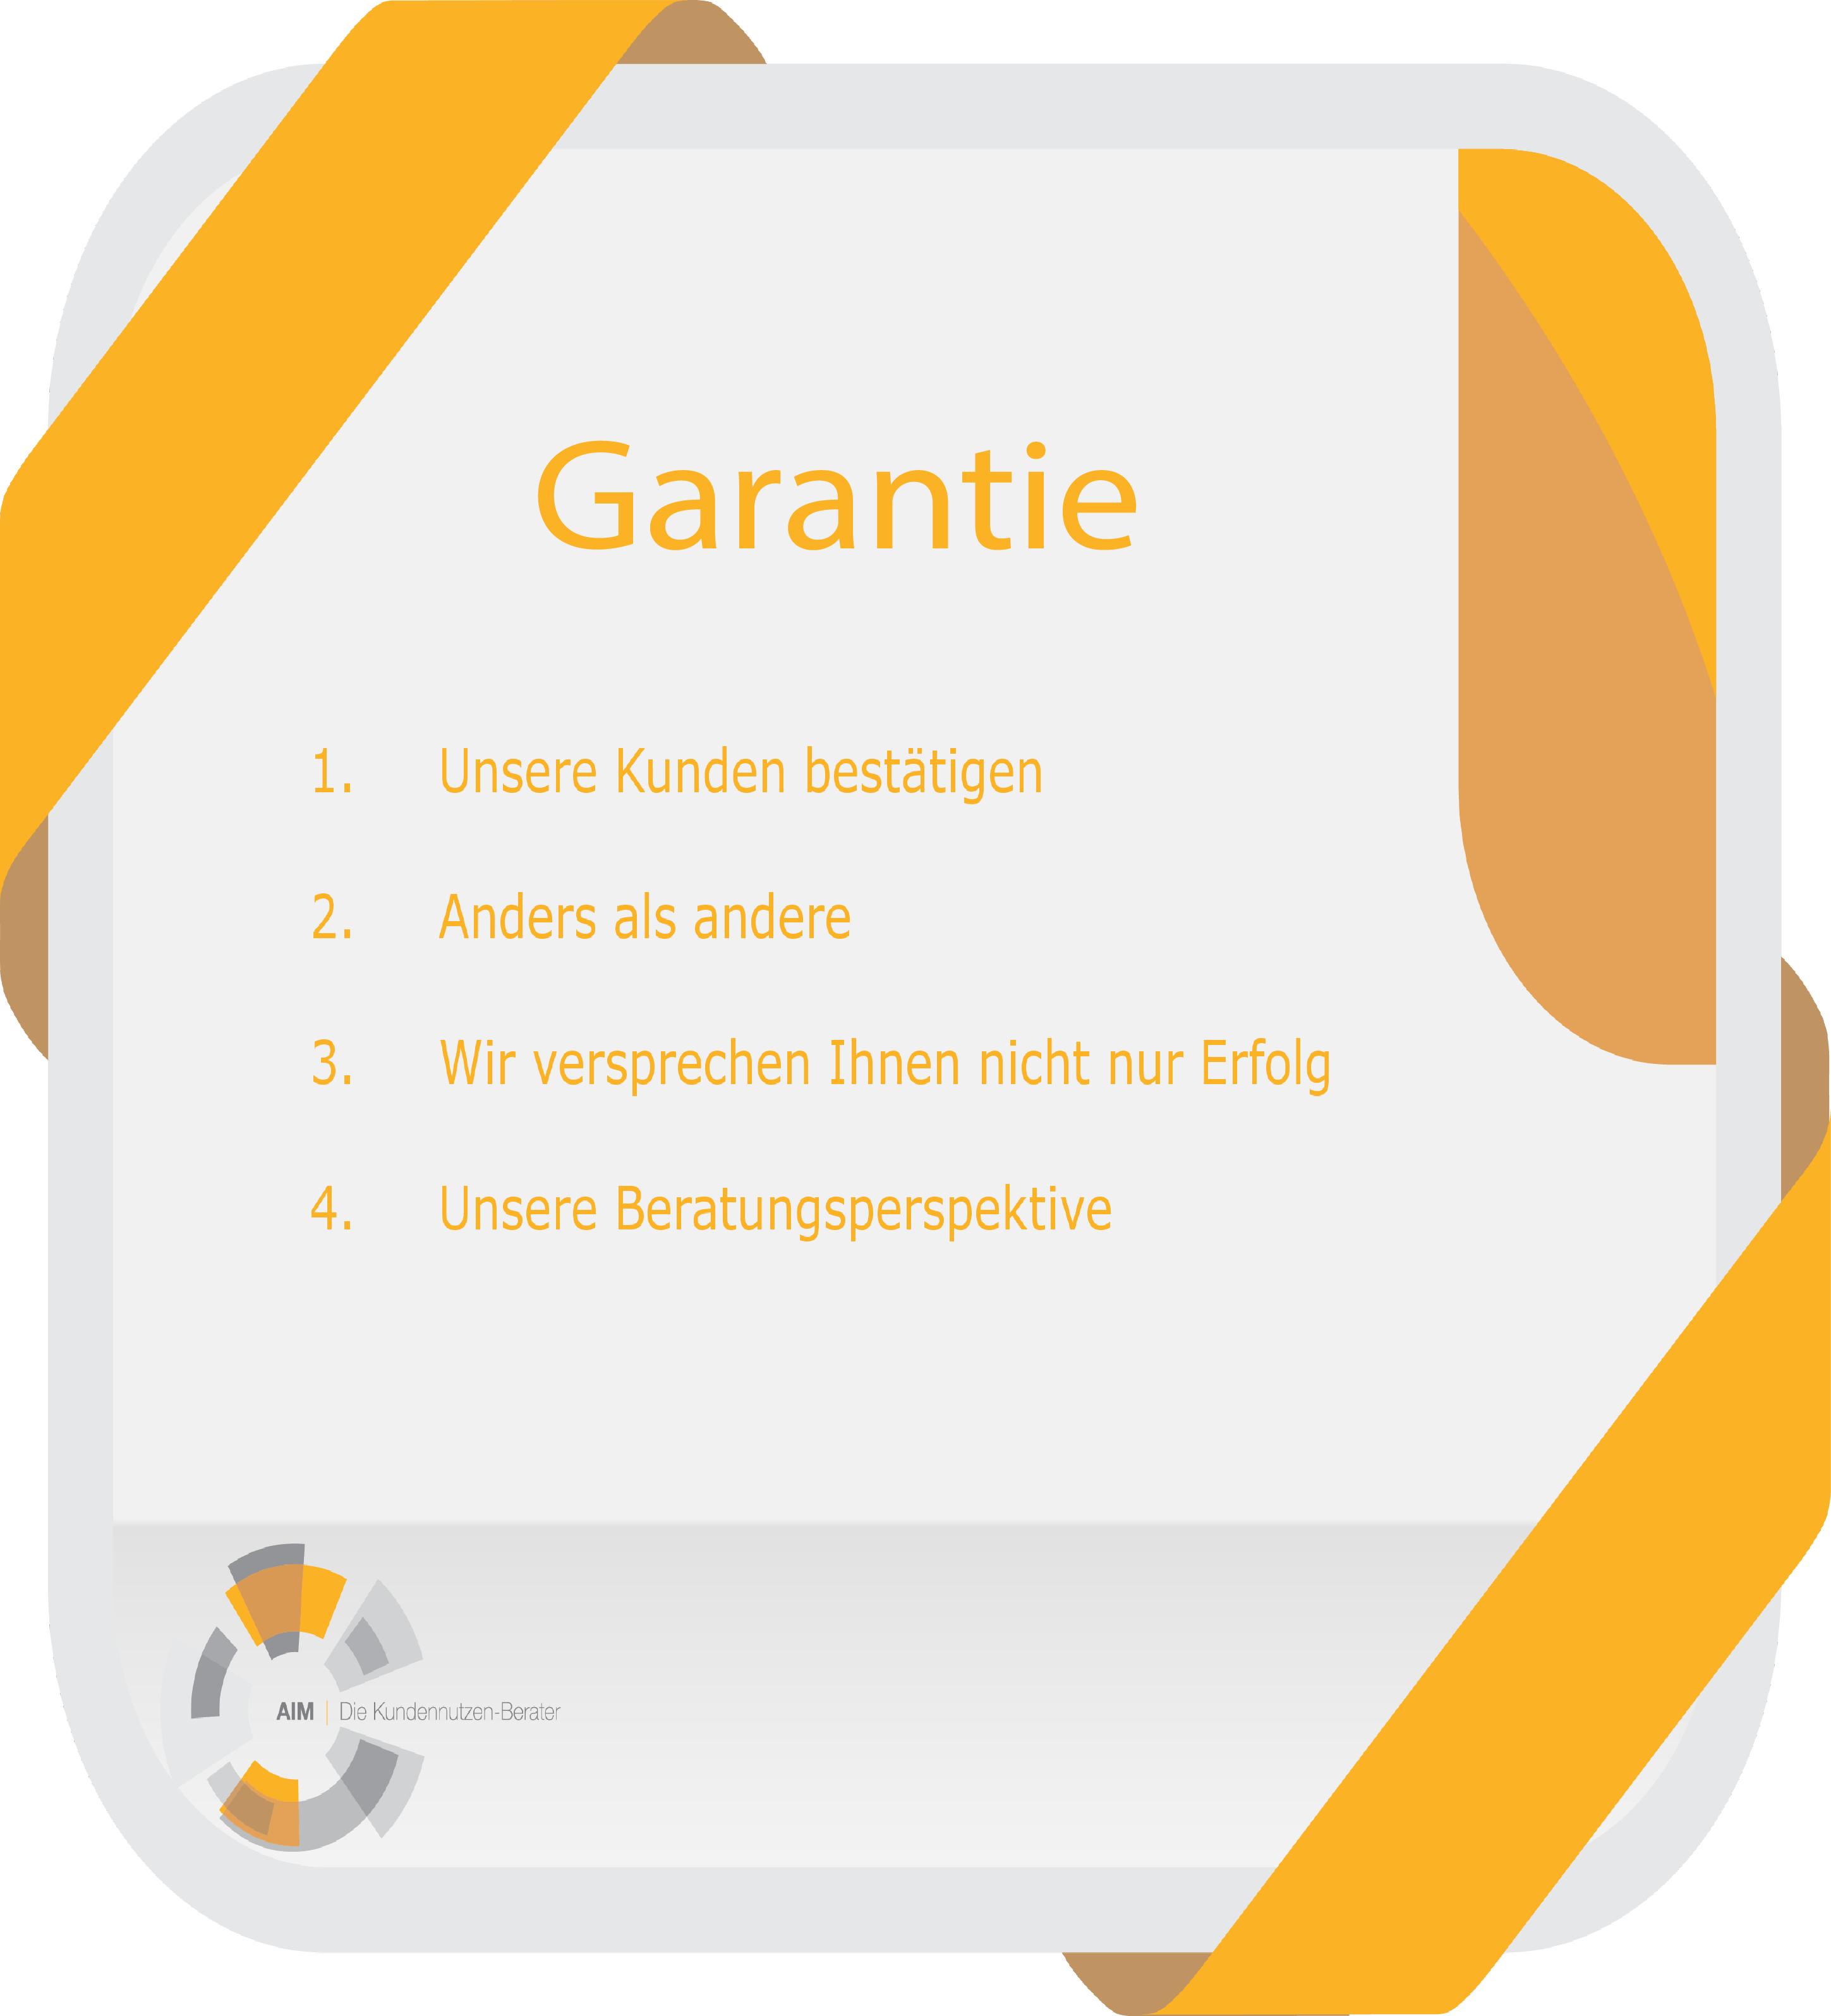 Garantie
1. Unsere Kunden bestätigen
2. Anders als andere
3. Wir versprechen Ihnen nicht nur Erfolg
4. Unsere Beratungsperspektive
AIM | Die Kundennutzen-Berater